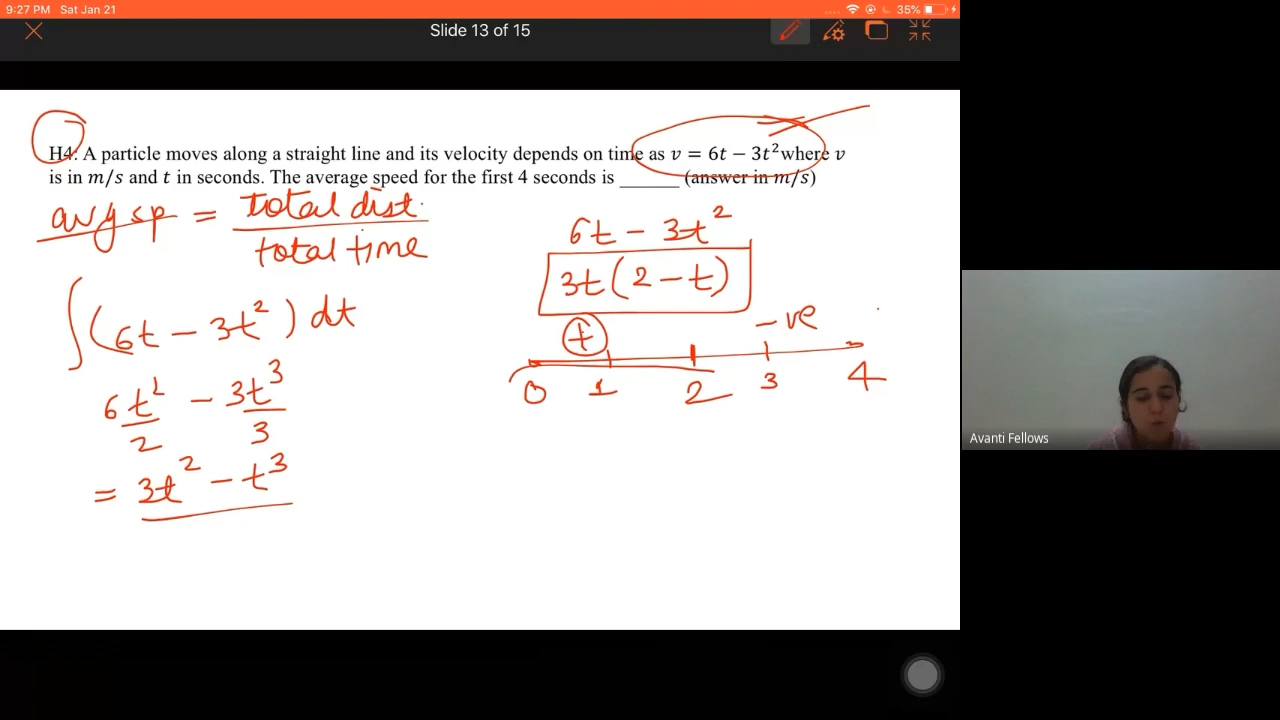 9:27 PM Sat Jan 21
35%
Slide 13 of 15
H4: A particle moves along a straight line and its velocity depends on time as v = 6t − 3t² where v
is in m/s and t in seconds. The average speed for the first 4 seconds is ______ (answer in m/s)
avg sp = total dist.
total time
∫(6t − 3t²) dt
6t² − 3t³
2 3
= 3t² − t³
6t − 3t²
3t(2 − t)
+ −ve
0 1 2 3 4
Avanti Fellows